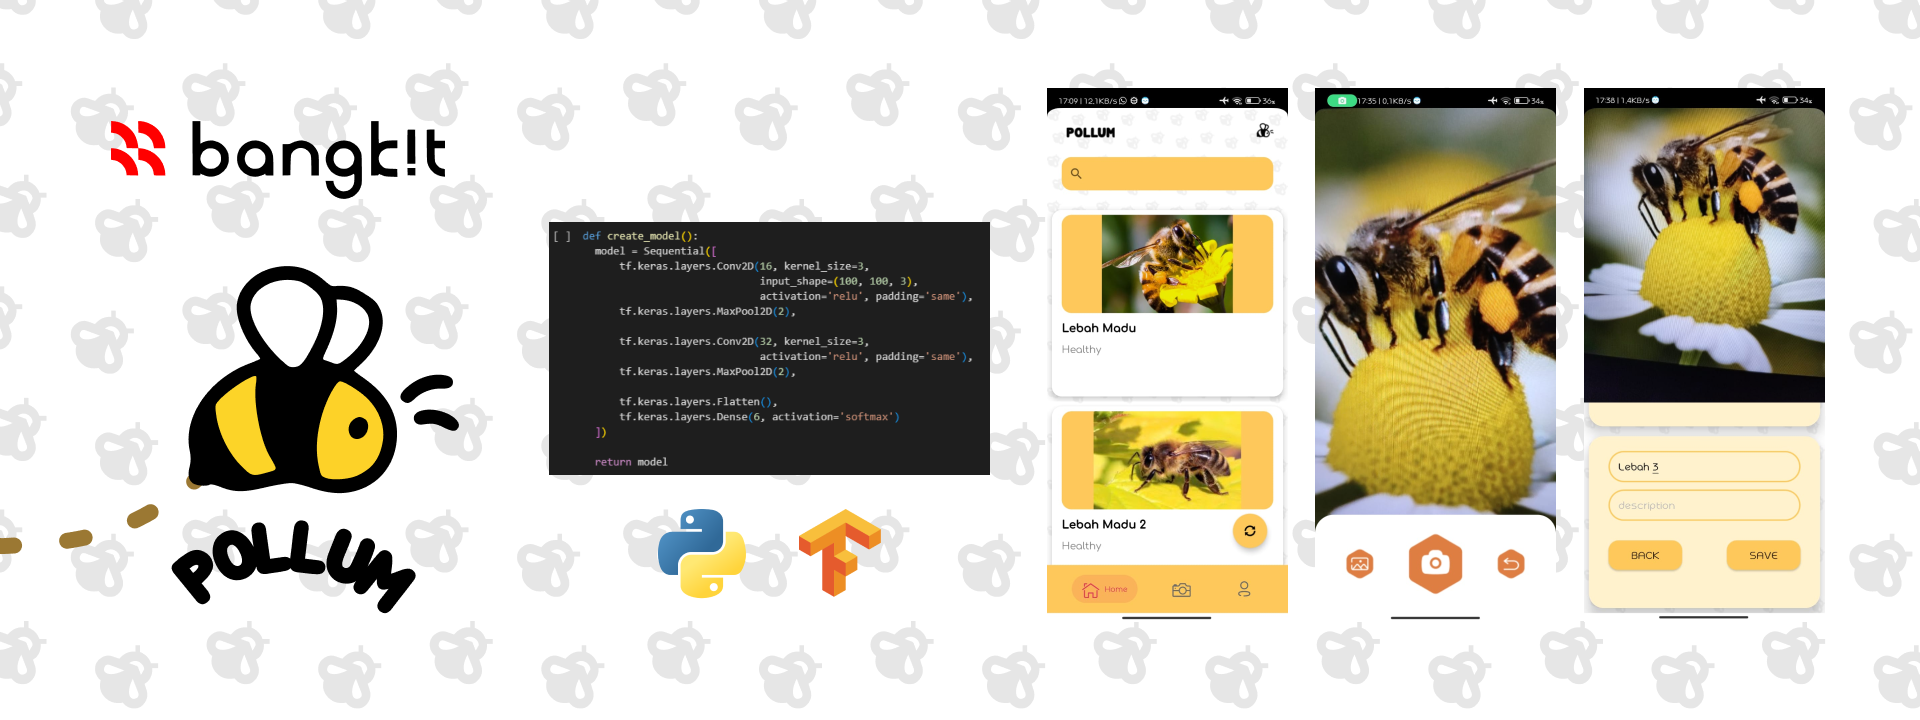 bangk!t
POLLUM
[ ] def create_model():
model = Sequential([
tf.keras.layers.Conv2D(16, kernel_size=3,
input_shape=(100, 100, 3),
activation='relu', padding='same'),
tf.keras.layers.MaxPool2D(2),
tf.keras.layers.Conv2D(32, kernel_size=3,
activation='relu', padding='same'),
tf.keras.layers.MaxPool2D(2),
tf.keras.layers.Flatten(),
tf.keras.layers.Dense(6, activation='softmax')
])
return model
17:09 | 12,1KB/s
36%
POLLUM
Lebah Madu
Healthy
Lebah Madu 2
Healthy
Home
17:35 | 0,1KB/s
34%
17:38 | 1,4KB/s
34%
Lebah 3
description
BACK SAVE